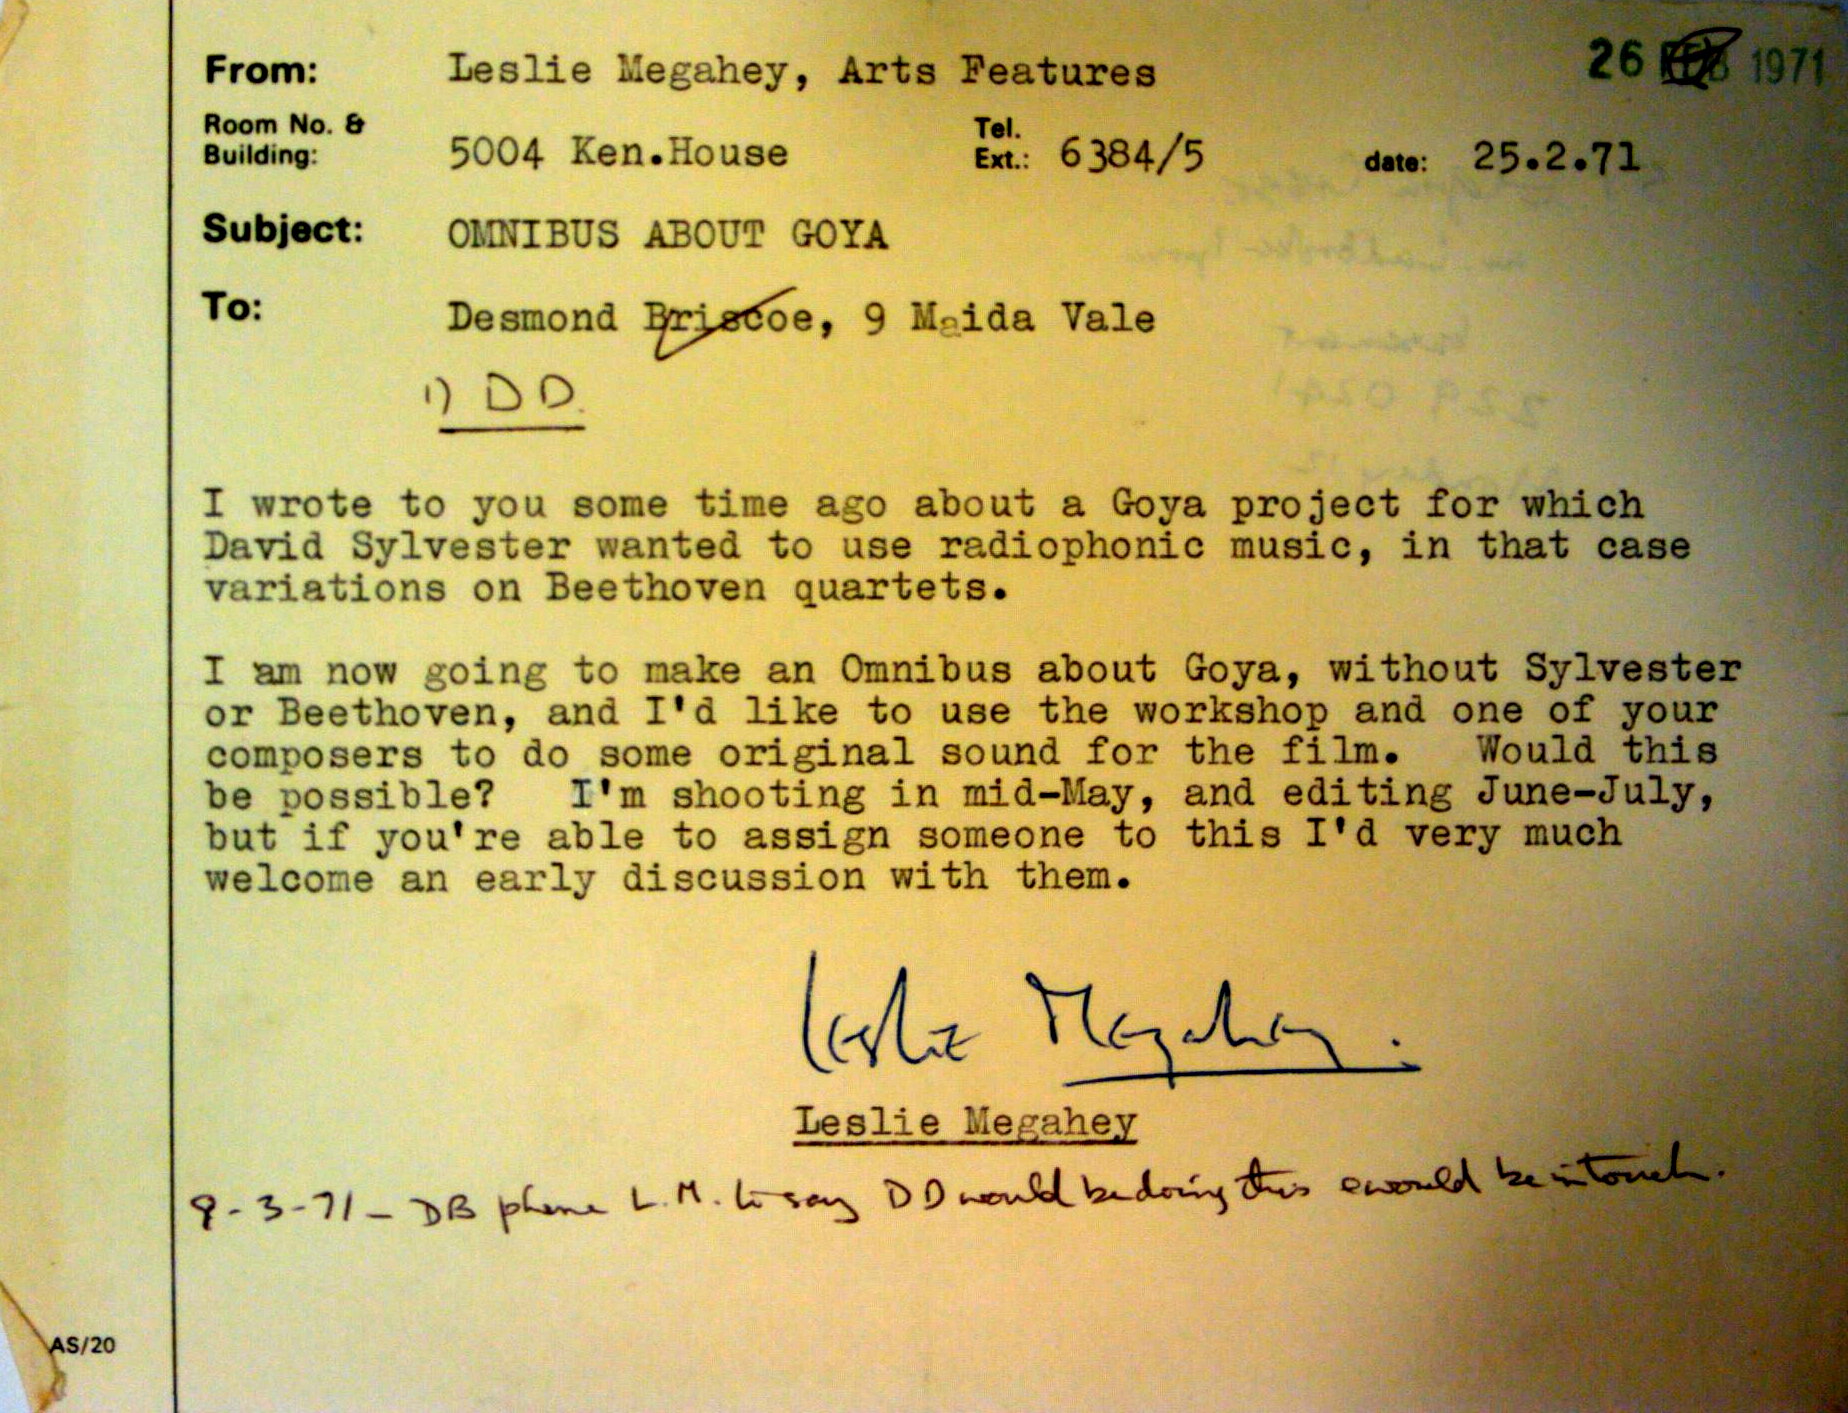 From: Leslie Megahey, Arts Features 26 FEB 1971
Room No. &
Building: 5004 Ken.House Tel.
Ext.: 6384/5 date: 25.2.71
Subject: OMNIBUS ABOUT GOYA
To: Desmond Briscoe, 9 Maida Vale
1) DD.
I wrote to you some time ago about a Goya project for which
David Sylvester wanted to use radiophonic music, in that case
variations on Beethoven quartets.
I am now going to make an Omnibus about Goya, without Sylvester
or Beethoven, and I'd like to use the workshop and one of your
composers to do some original sound for the film. Would this
be possible? I'm shooting in mid-May, and editing June-July,
but if you're able to assign someone to this I'd very much
welcome an early discussion with them.
Leslie Megahey.
Leslie Megahey
9-3-71 - DB phone L.M. to say DD would be doing this & would be in touch.
AS/20